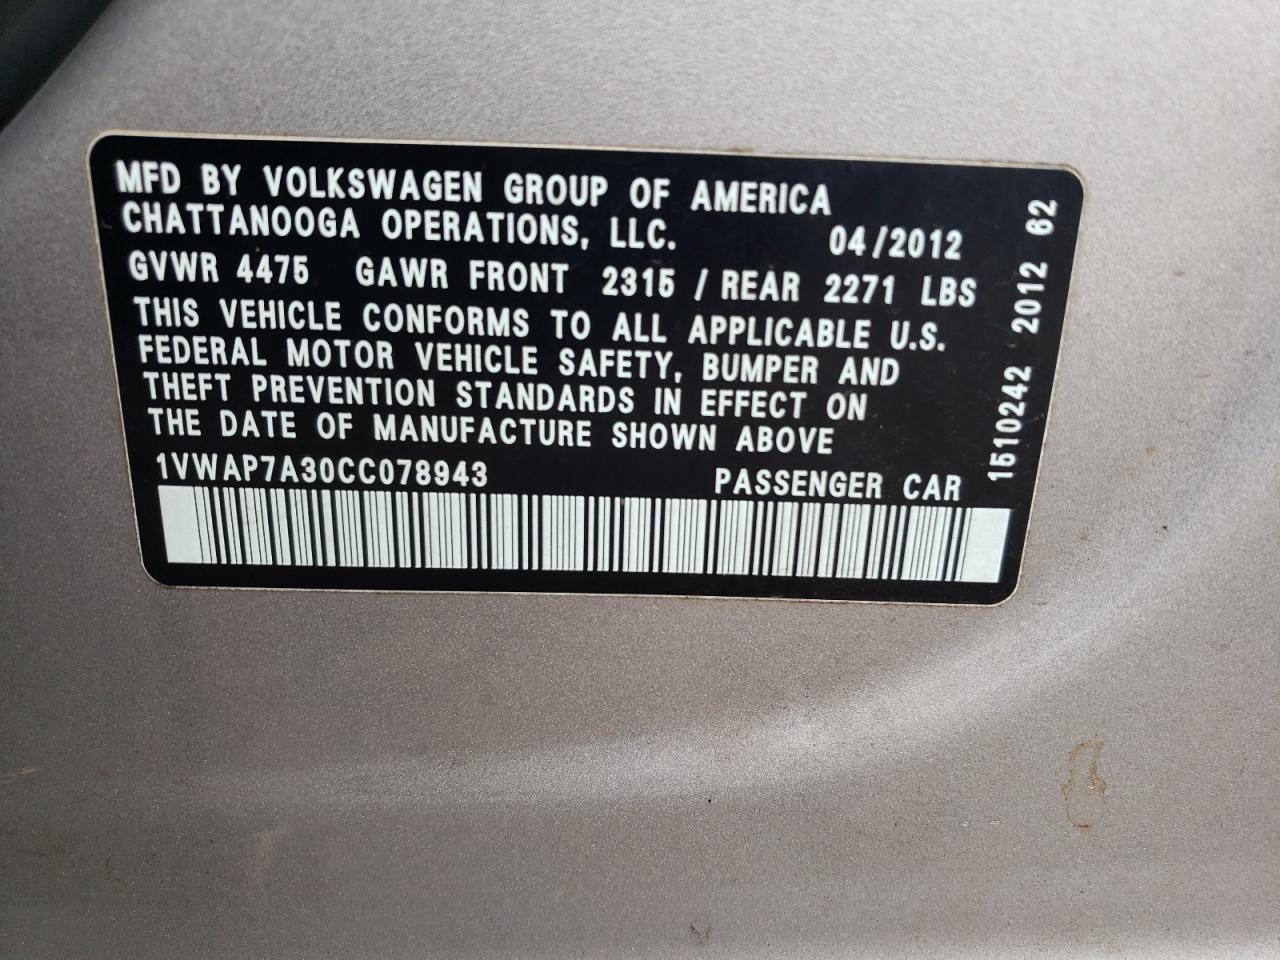 MFD BY VOLKSWAGEN GROUP OF AMERICA
CHATTANOOGA OPERATIONS, LLC. 04/2012
GVWR 4475 GAWR FRONT 2315 / REAR 2271 LBS
THIS VEHICLE CONFORMS TO ALL APPLICABLE U.S.
FEDERAL MOTOR VEHICLE SAFETY, BUMPER AND
THEFT PREVENTION STANDARDS IN EFFECT ON
THE DATE OF MANUFACTURE SHOWN ABOVE
1VWAP7A30CC078943 PASSENGER CAR
1510242 2012 62